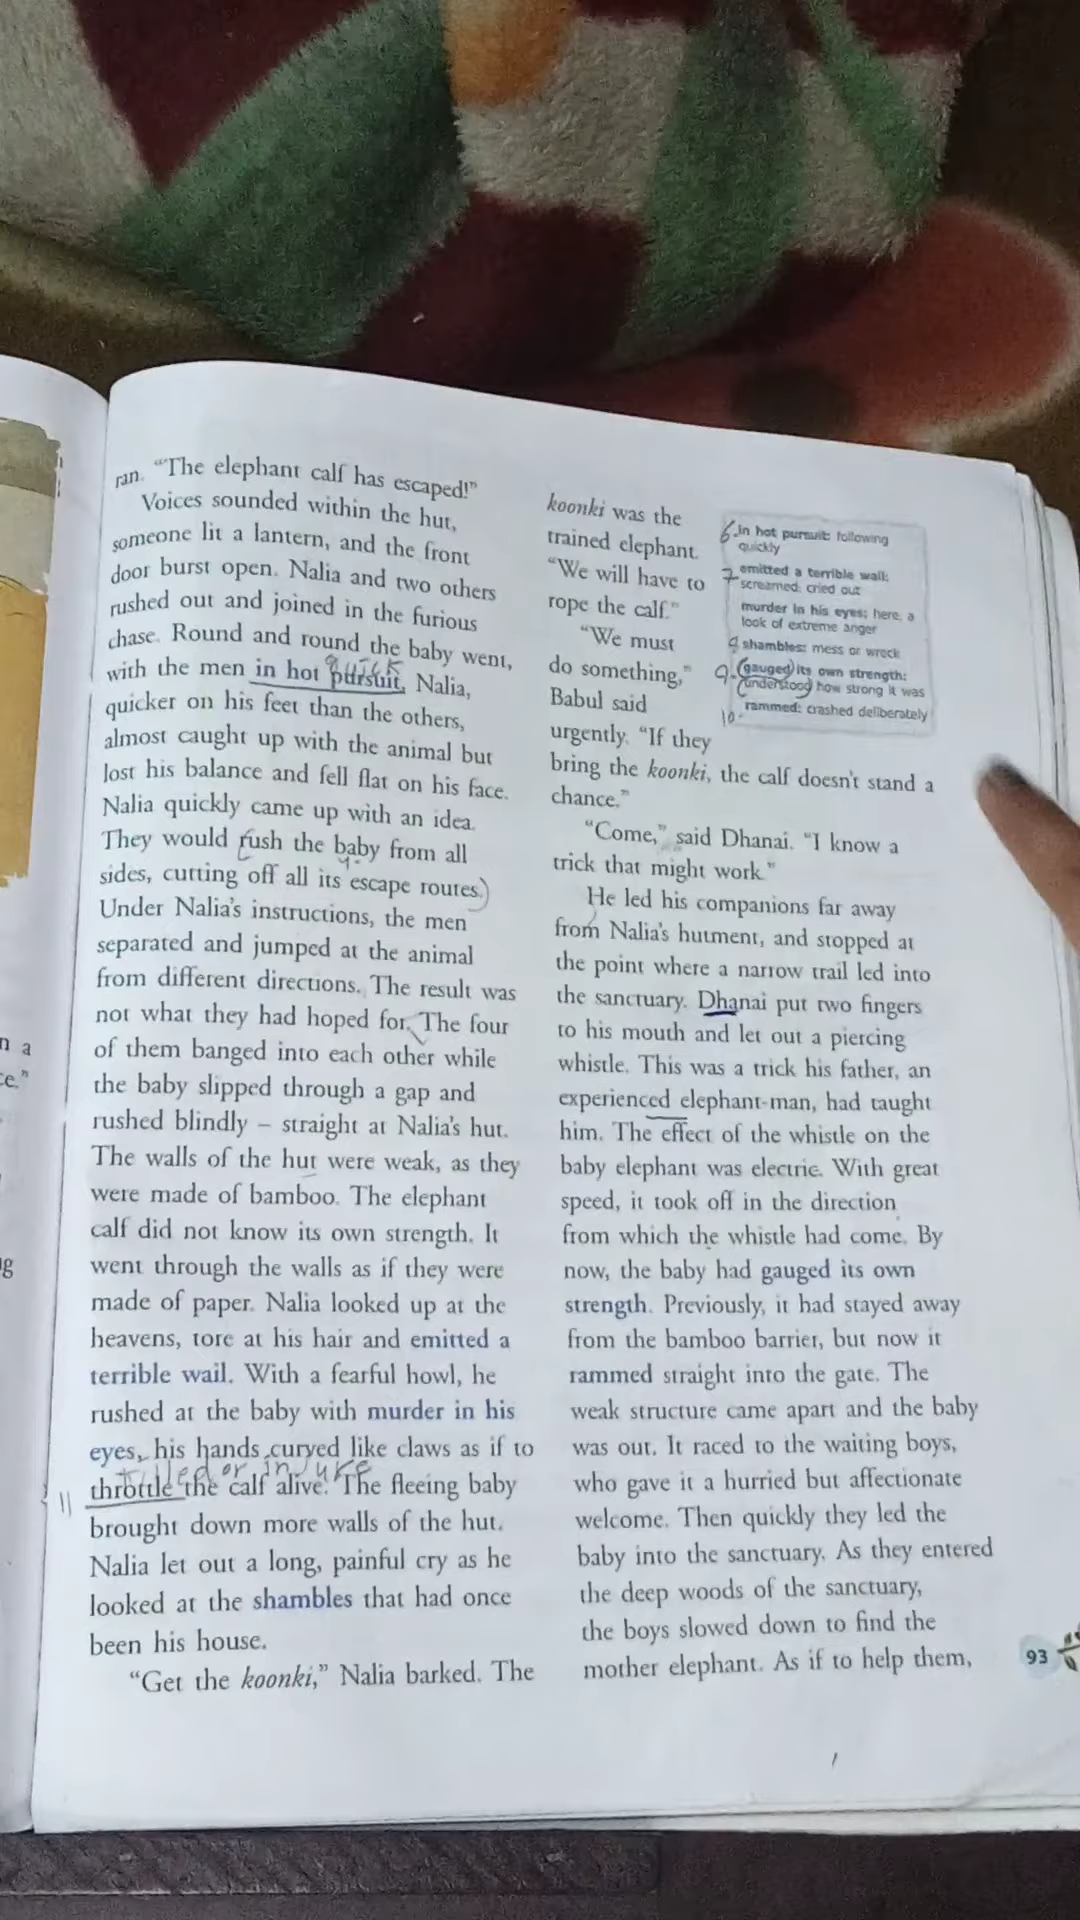 ran. "The elephant calf has escaped!"
Voices sounded within the hut,
someone lit a lantern, and the front
door burst open. Nalia and two others
rushed out and joined in the furious
chase. Round and round the baby went,
quick
with the men in hot pursuit. Nalia,
quicker on his feet than the others,
almost caught up with the animal but
lost his balance and fell flat on his face.
Nalia quickly came up with an idea.
They would rush the baby from all
sides, cutting off all its escape routes.)
Under Nalia's instructions, the men
separated and jumped at the animal
from different directions. The result was
not what they had hoped for. The four
of them banged into each other while
the baby slipped through a gap and
rushed blindly – straight at Nalia's hut.
The walls of the hut were weak, as they
were made of bamboo. The elephant
calf did not know its own strength. It
went through the walls as if they were
made of paper. Nalia looked up at the
heavens, tore at his hair and emitted a
terrible wail. With a fearful howl, he
rushed at the baby with murder in his
eyes, his hands curved like claws as if to
or injure
11 throttle the calf alive. The fleeing baby
brought down more walls of the hut.
Nalia let out a long, painful cry as he
looked at the shambles that had once
been his house.
"Get the koonki," Nalia barked. The
koonki was the
trained elephant.
"We will have to
rope the calf."
"We must
do something,"
Babul said
urgently. "If they
bring the koonki, the calf doesn't stand a
chance."
"Come," said Dhanai. "I know a
trick that might work."
He led his companions far away
from Nalia's hutment, and stopped at
the point where a narrow trail led into
the sanctuary. Dhanai put two fingers
to his mouth and let out a piercing
whistle. This was a trick his father, an
experienced elephant-man, had taught
him. The effect of the whistle on the
baby elephant was electric. With great
speed, it took off in the direction
from which the whistle had come. By
now, the baby had gauged its own
strength. Previously, it had stayed away
from the bamboo barrier, but now it
rammed straight into the gate. The
weak structure came apart and the baby
was out. It raced to the waiting boys,
who gave it a hurried but affectionate
welcome. Then quickly they led the
baby into the sanctuary. As they entered
the deep woods of the sanctuary,
the boys slowed down to find the
mother elephant. As if to help them,
6. in hot pursuit: following
quickly
7 emitted a terrible wail:
screamed; cried out
murder in his eyes: here, a
look of extreme anger
9 shambles: mess or wreck
9. (gauged) its own strength:
(understood) how strong it was
10. rammed: crashed deliberately
93
n a
ce."
g